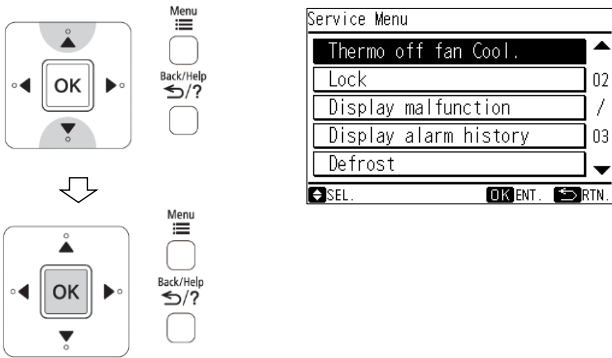 Menu
OK
Back/Help
/?
Menu
OK
Back/Help
/?
Service Menu
Thermo off fan Cool.
Lock
02
Display malfunction
/
Display alarm history
03
Defrost
SEL.
OK ENT.
RTN.